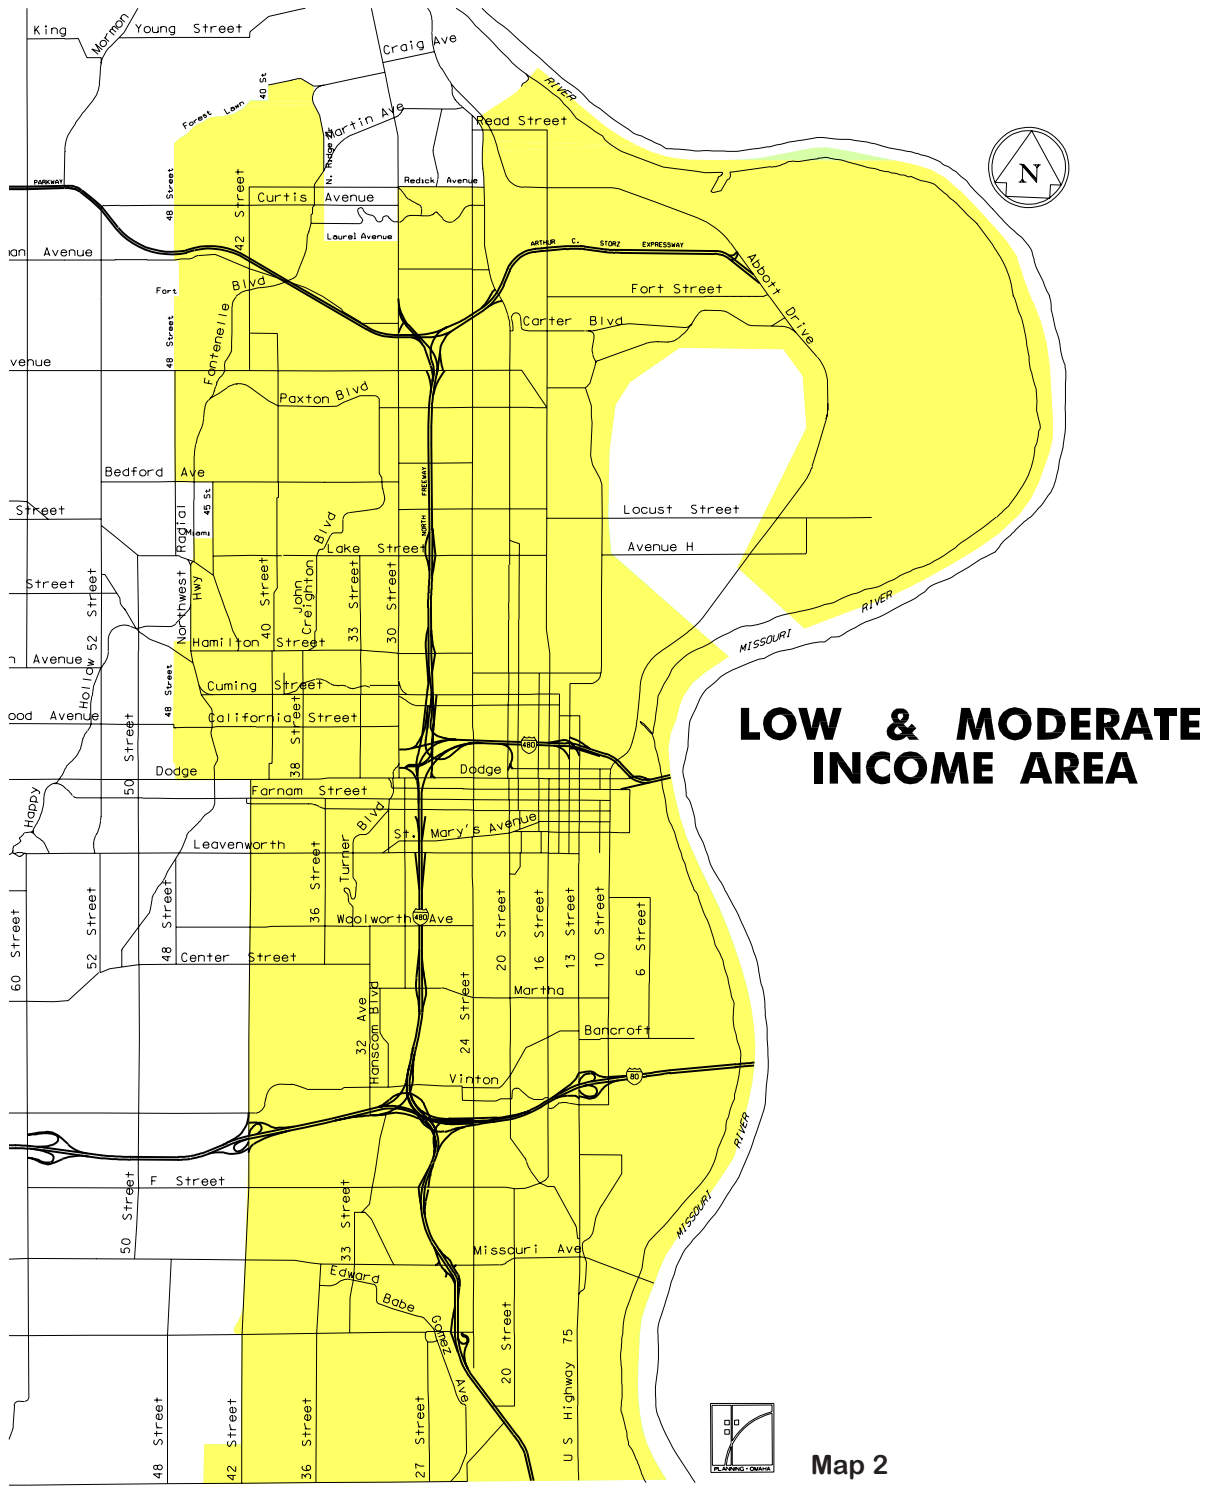 King
Mormon
Young Street
Craig Ave
RIVER
40 St
Forest Lawn
Martin Ave
Read Street
N. Ridge
PARKWAY
48 Street
42 Street
Redick Avenue
Curtis Avenue
Laurel Avenue
N
an Avenue
ARTHUR C. STORZ EXPRESSWAY
Abbott Drive
Blvd
Fort
Fort Street
Fontenelle
48 Street
Carter Blvd
venue
Paxton Blvd
Bedford Ave
NORTH FREEWAY
45 St
Street
Radial
Miami
Blvd
Locust Street
Lake Street
Avenue H
Street
52 Street
Northwest
Hwy
40 Street
John
Creighton
33 Street
30 Street
RIVER
MISSOURI
Hamilton Street
n Avenue
Hollow
48 Street
Cuming Street
38 Street
ood Avenue
50 Street
California Street
LOW & MODERATE
INCOME AREA
480
Dodge
Dodge
Happy
Farnam Street
Blvd
St. Mary's Avenue
Turner
Leavenworth
36 Street
60 Street
52 Street
48 Street
480
Woolworth Ave
20 Street
16 Street
13 Street
10 Street
6 Street
Center Street
32 Ave
Hanscom Blvd
24 Street
Martha
Bancroft
Vinton
80
RIVER
50 Street
F Street
33 Street
MISSOURI
Missouri Ave
Edward
Babe
Gomez
Ave
20 Street
US Highway 75
48 Street
42 Street
36 Street
27 Street
PLANNING - OMAHA
Map 2